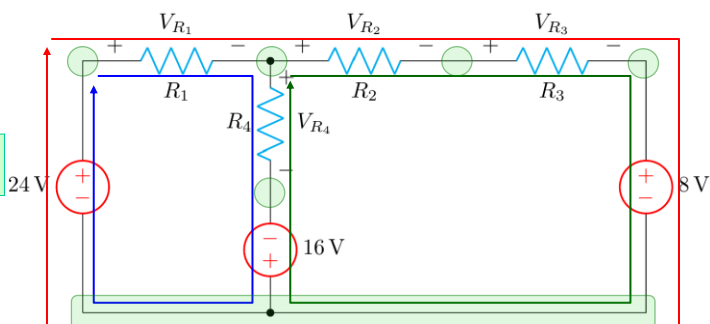 V_{R_1} V_{R_2} V_{R_3}
+ − + − + −
R_1 R_2 R_3
+
R_4 V_{R_4}
−
24 V + − + − 8 V
− + 16 V